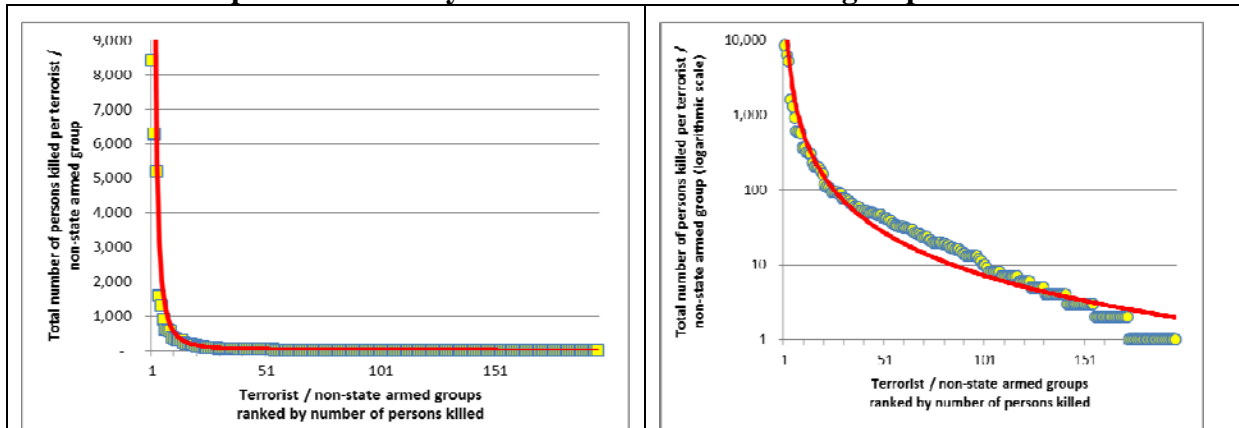 Total number of persons killed per terrorist /
non-state armed group
9,000
8,000
7,000
6,000
5,000
4,000
3,000
2,000
1,000
-
1
51
101
151
Terrorist / non-state armed groups
ranked by number of persons killed
Total number of persons killed per terrorist /
non-state armed group (logarithmic scale)
10,000
1,000
100
10
1
1
51
101
151
Terrorist / non-state armed groups
ranked by number of persons killed